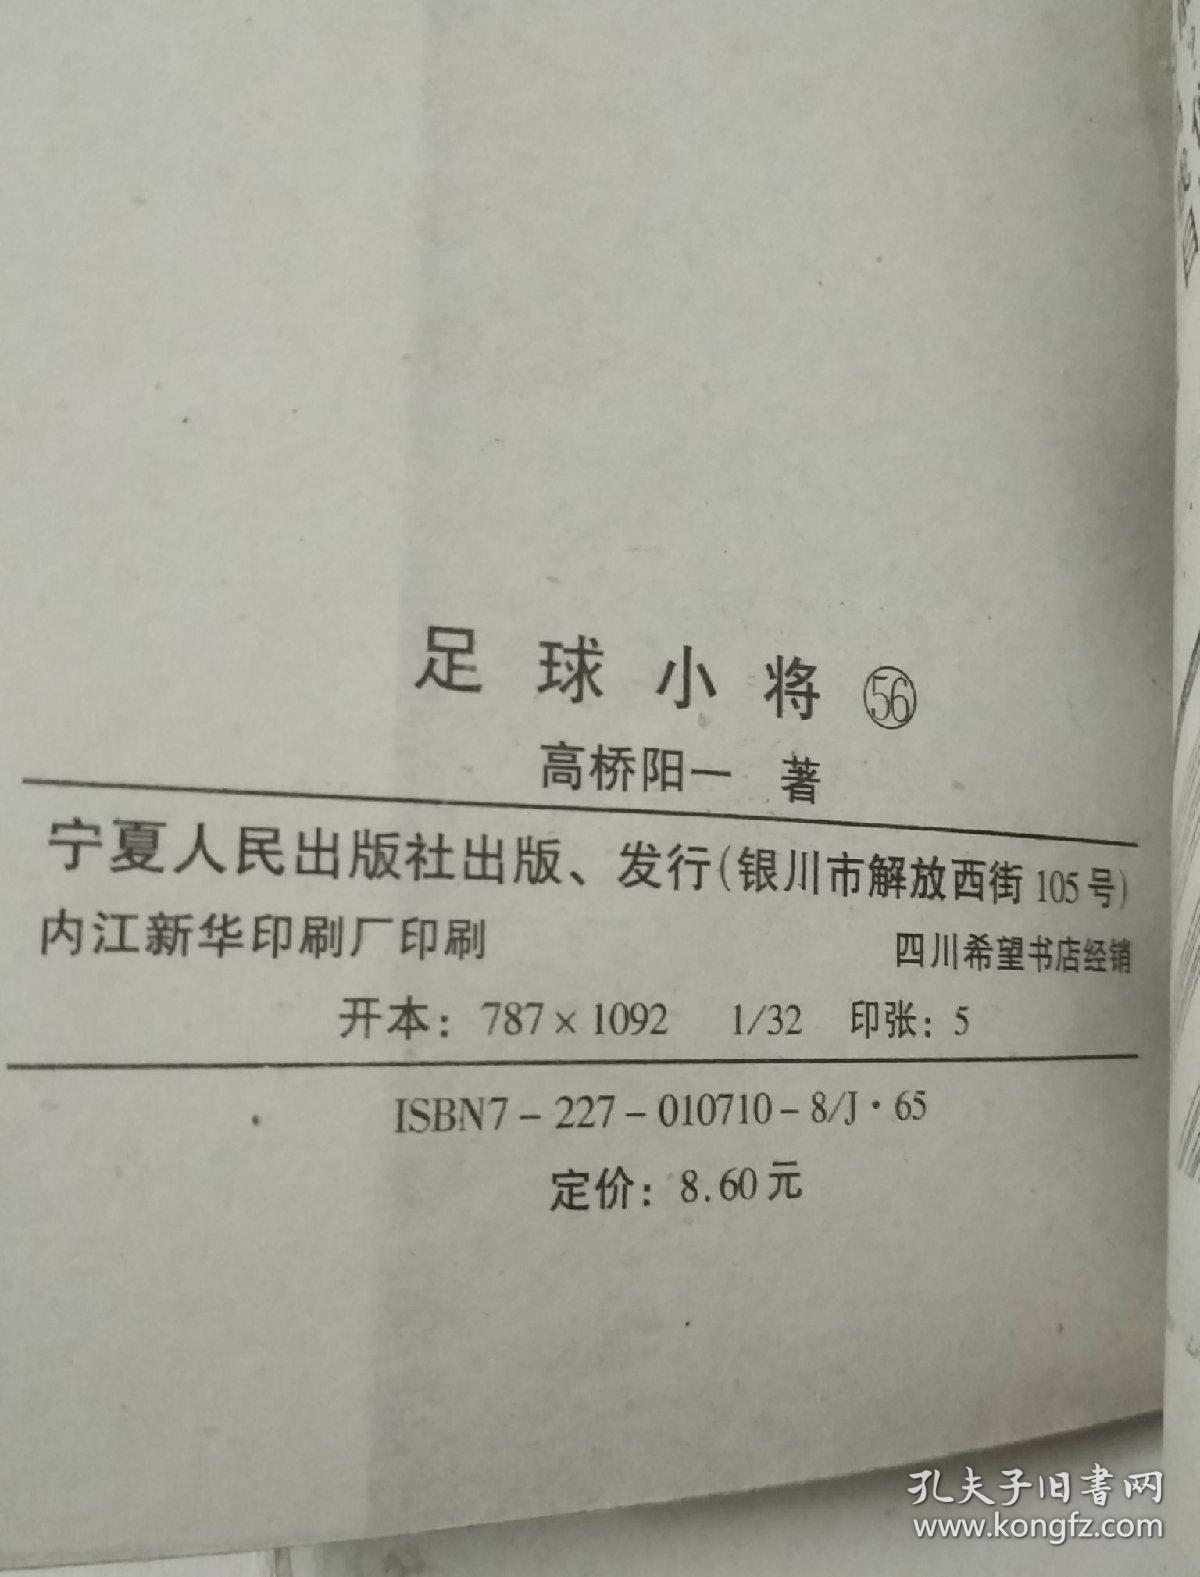 足球小将 56
高桥阳一 著
宁夏人民出版社出版、发行(银川市解放西街 105 号)
内江新华印刷厂印刷 四川希望书店经销
开本：787×1092 1/32 印张：5
ISBN7-227-010710-8/J·65
定价：8.60元
孔夫子旧书网
www.kongfz.com